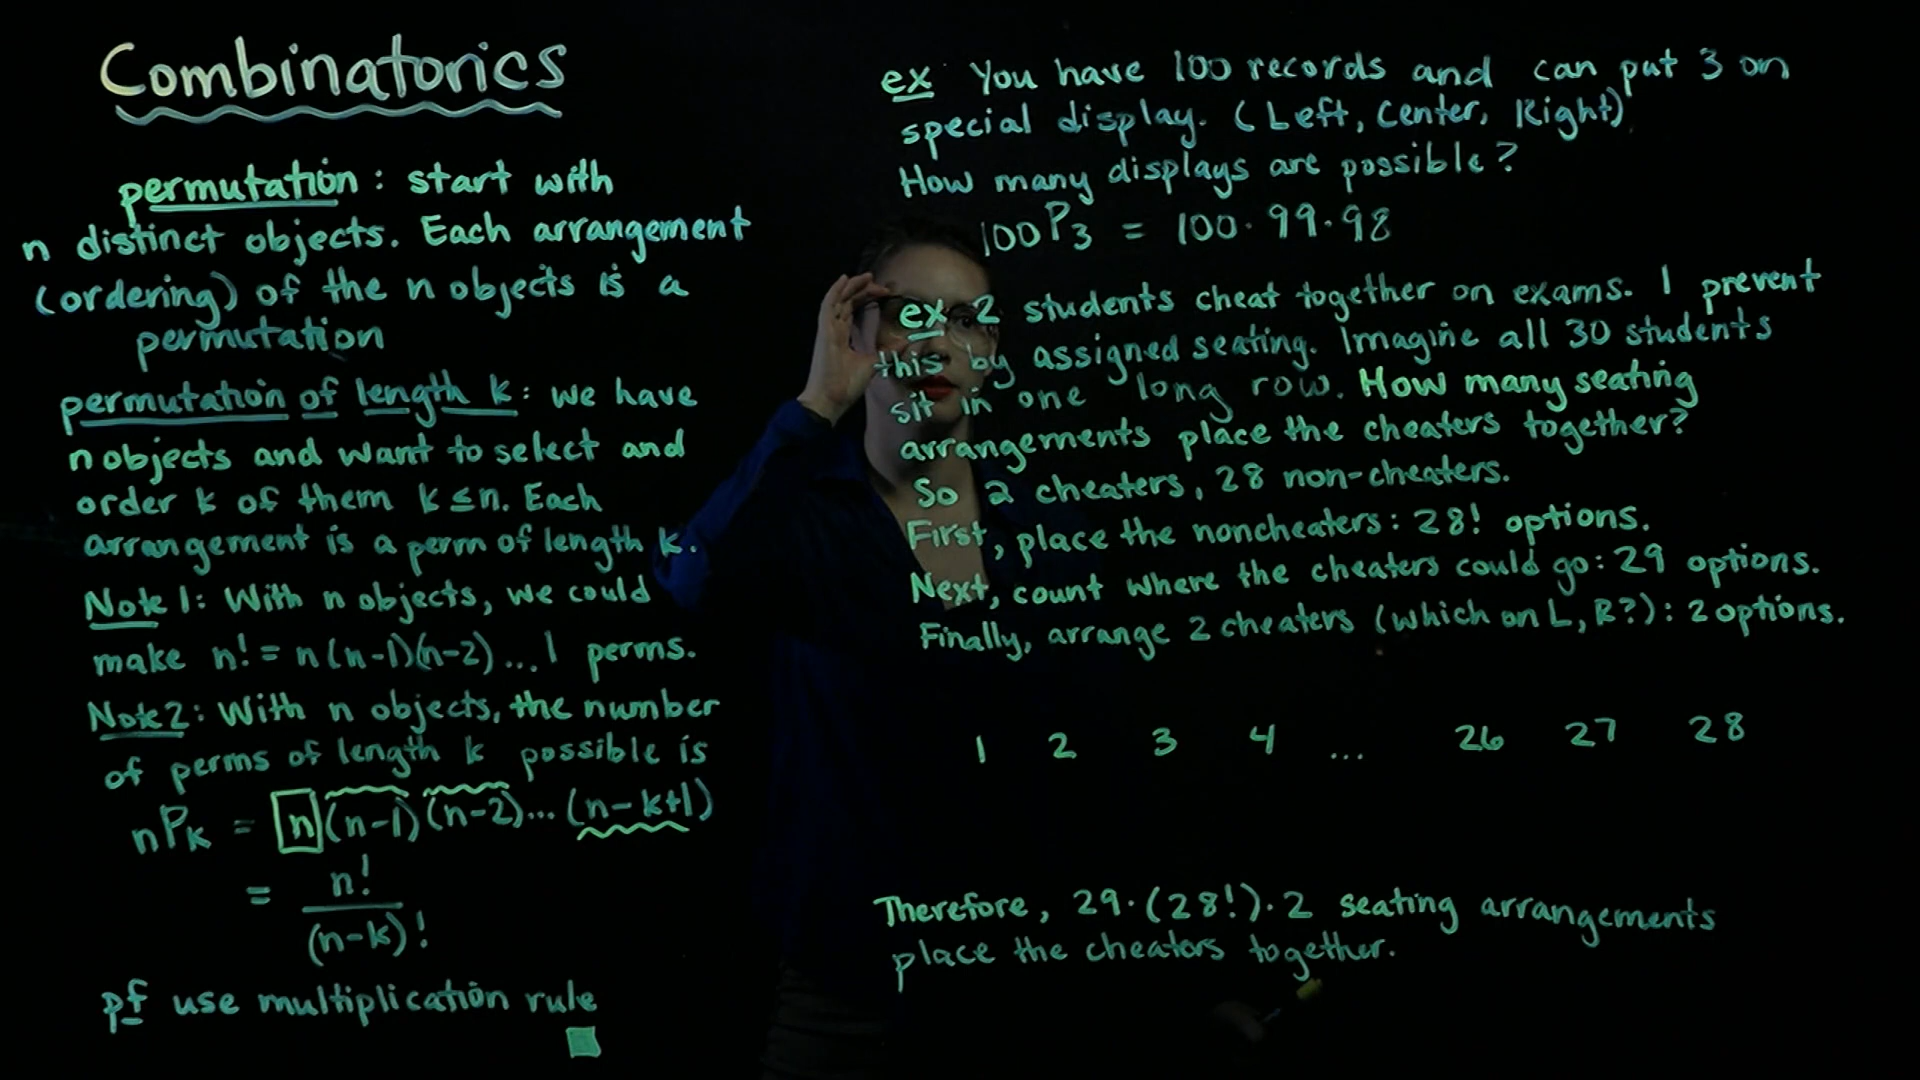 Combinatorics
permutation: start with
n distinct objects. Each arrangement
(ordering) of the n objects is a
permutation
permutation of length k: we have
n objects and want to select and
order k of them k ≤ n. Each
arrangement is a perm of length k.
Note 1: With n objects, we could
make n! = n(n-1)(n-2)...1 perms.
Note 2: With n objects, the number
of perms of length k possible is
nPk = n(n-1)(n-2)...(n-k+1)
= n!/(n-k)!
pf use multiplication rule
ex You have 100 records and can put 3 on
special display. (Left, Center, Right)
How many displays are possible?
100P3 = 100·99·98
ex 2 students cheat together on exams. I prevent
this by assigned seating. Imagine all 30 students
sit in one long row. How many seating
arrangements place the cheaters together?
So 2 cheaters, 28 non-cheaters.
First, place the noncheaters: 28! options.
Next, count where the cheaters could go: 29 options.
Finally, arrange 2 cheaters (which on L, R?): 2 options.
1 2 3 4 ... 26 27 28
Therefore, 29·(28!)·2 seating arrangements
place the cheaters together.